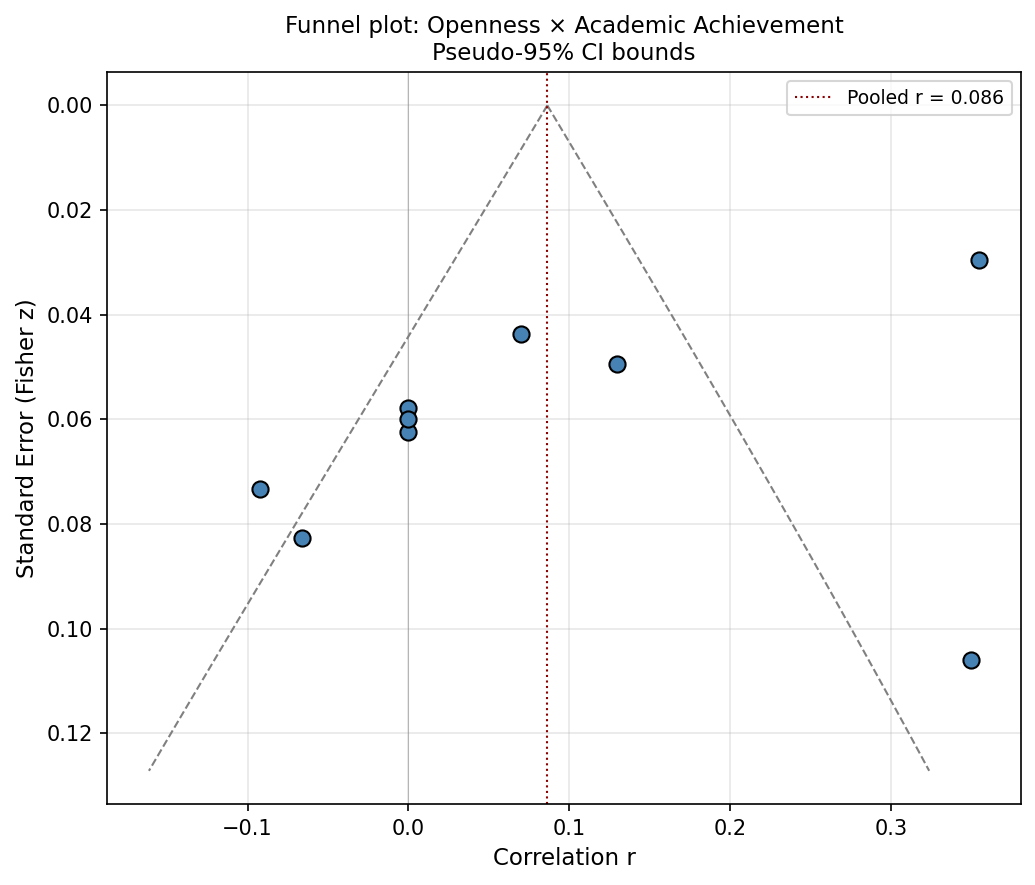 Funnel plot: Openness × Academic Achievement
Pseudo-95% CI bounds
Pooled r = 0.086
0.00
0.02
0.04
0.06
0.08
0.10
0.12
Standard Error (Fisher z)
−0.1
0.0
0.1
0.2
0.3
Correlation r